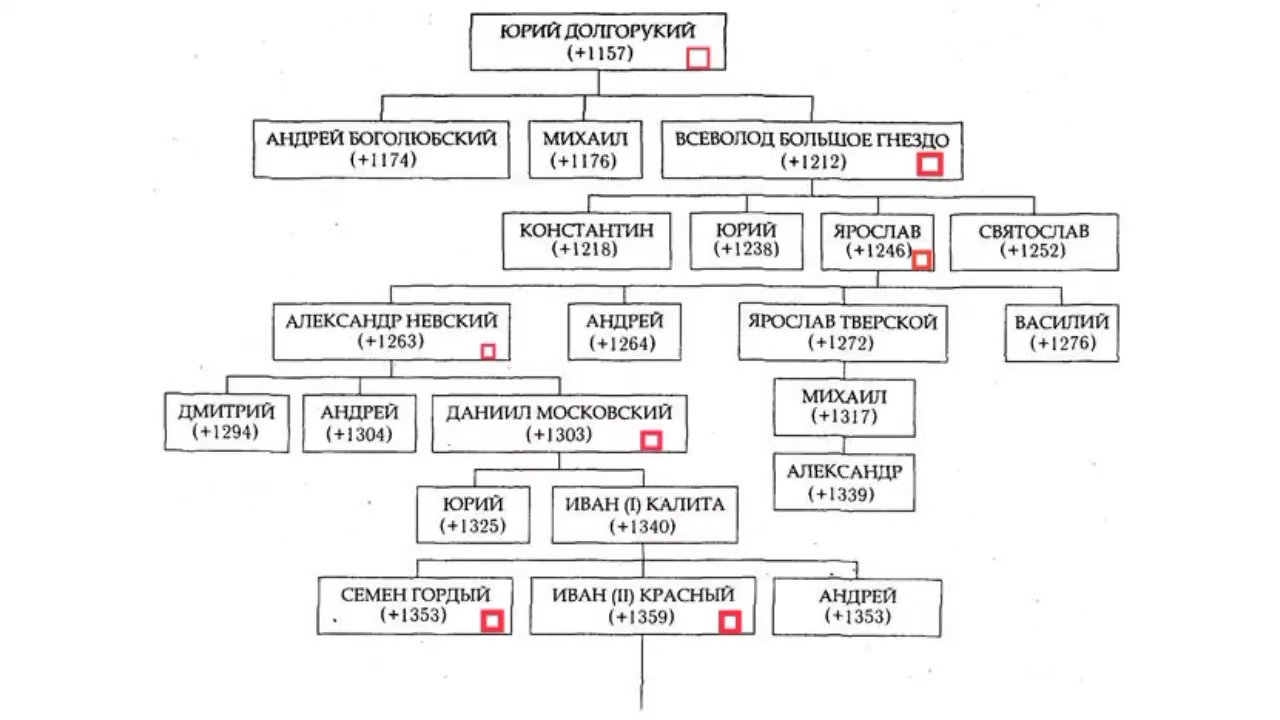 ЮРИЙ ДОЛГОРУКИЙ
(+1157)
АНДРЕЙ БОГОЛЮБСКИЙ
(+1174)
МИХАИЛ
(+1176)
ВСЕВОЛОД БОЛЬШОЕ ГНЕЗДО
(+1212)
КОНСТАНТИН
(+1218)
ЮРИЙ
(+1238)
ЯРОСЛАВ
(+1246)
СВЯТОСЛАВ
(+1252)
АЛЕКСАНДР НЕВСКИЙ
(+1263)
АНДРЕЙ
(+1264)
ЯРОСЛАВ ТВЕРСКОЙ
(+1272)
ВАСИЛИЙ
(+1276)
ДМИТРИЙ
(+1294)
АНДРЕЙ
(+1304)
ДАНИИЛ МОСКОВСКИЙ
(+1303)
МИХАИЛ
(+1317)
АЛЕКСАНДР
(+1339)
ЮРИЙ
(+1325)
ИВАН (I) КАЛИТА
(+1340)
СЕМЕН ГОРДЫЙ
(+1353)
ИВАН (II) КРАСНЫЙ
(+1359)
АНДРЕЙ
(+1353)